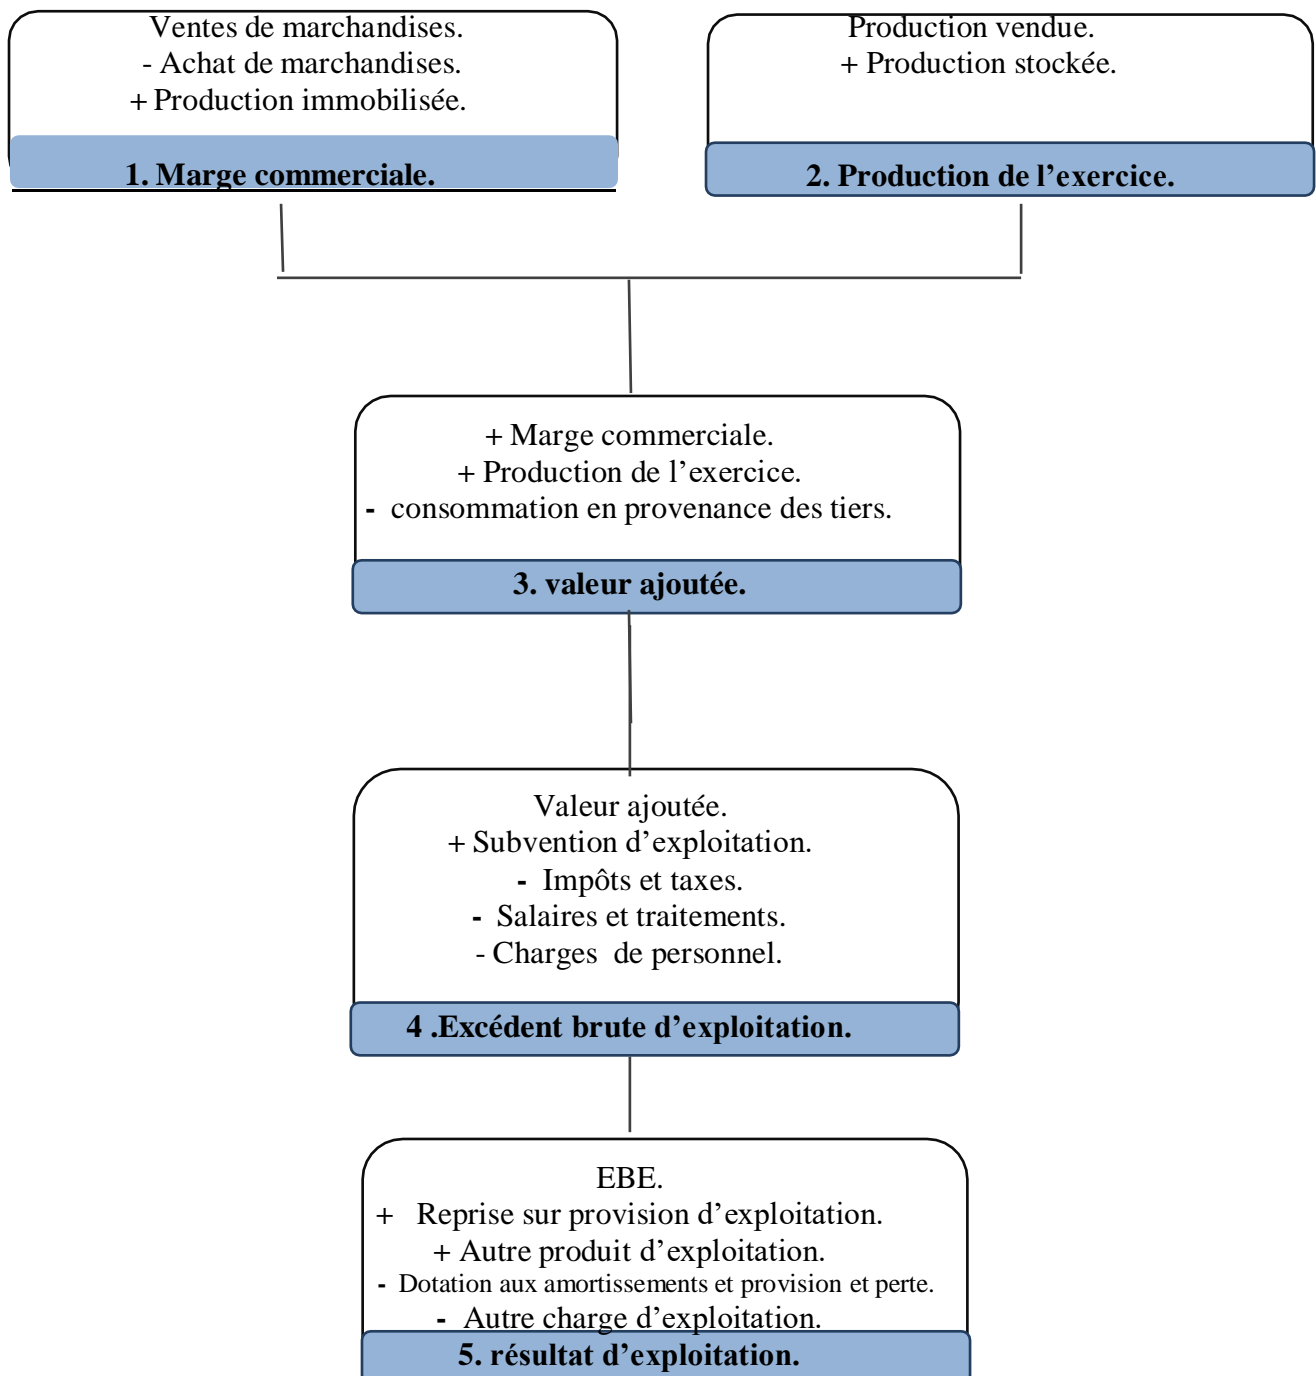 Ventes de marchandises.
- Achat de marchandises.
+ Production immobilisée.
1. Marge commerciale.
Production vendue.
+ Production stockée.
2. Production de l’exercice.
+ Marge commerciale.
+ Production de l’exercice.
- consommation en provenance des tiers.
3. valeur ajoutée.
Valeur ajoutée.
+ Subvention d’exploitation.
- Impôts et taxes.
- Salaires et traitements.
- Charges de personnel.
4 .Excédent brute d’exploitation.
EBE.
+ Reprise sur provision d’exploitation.
+ Autre produit d’exploitation.
- Dotation aux amortissements et provision et perte.
- Autre charge d’exploitation.
5. résultat d’exploitation.